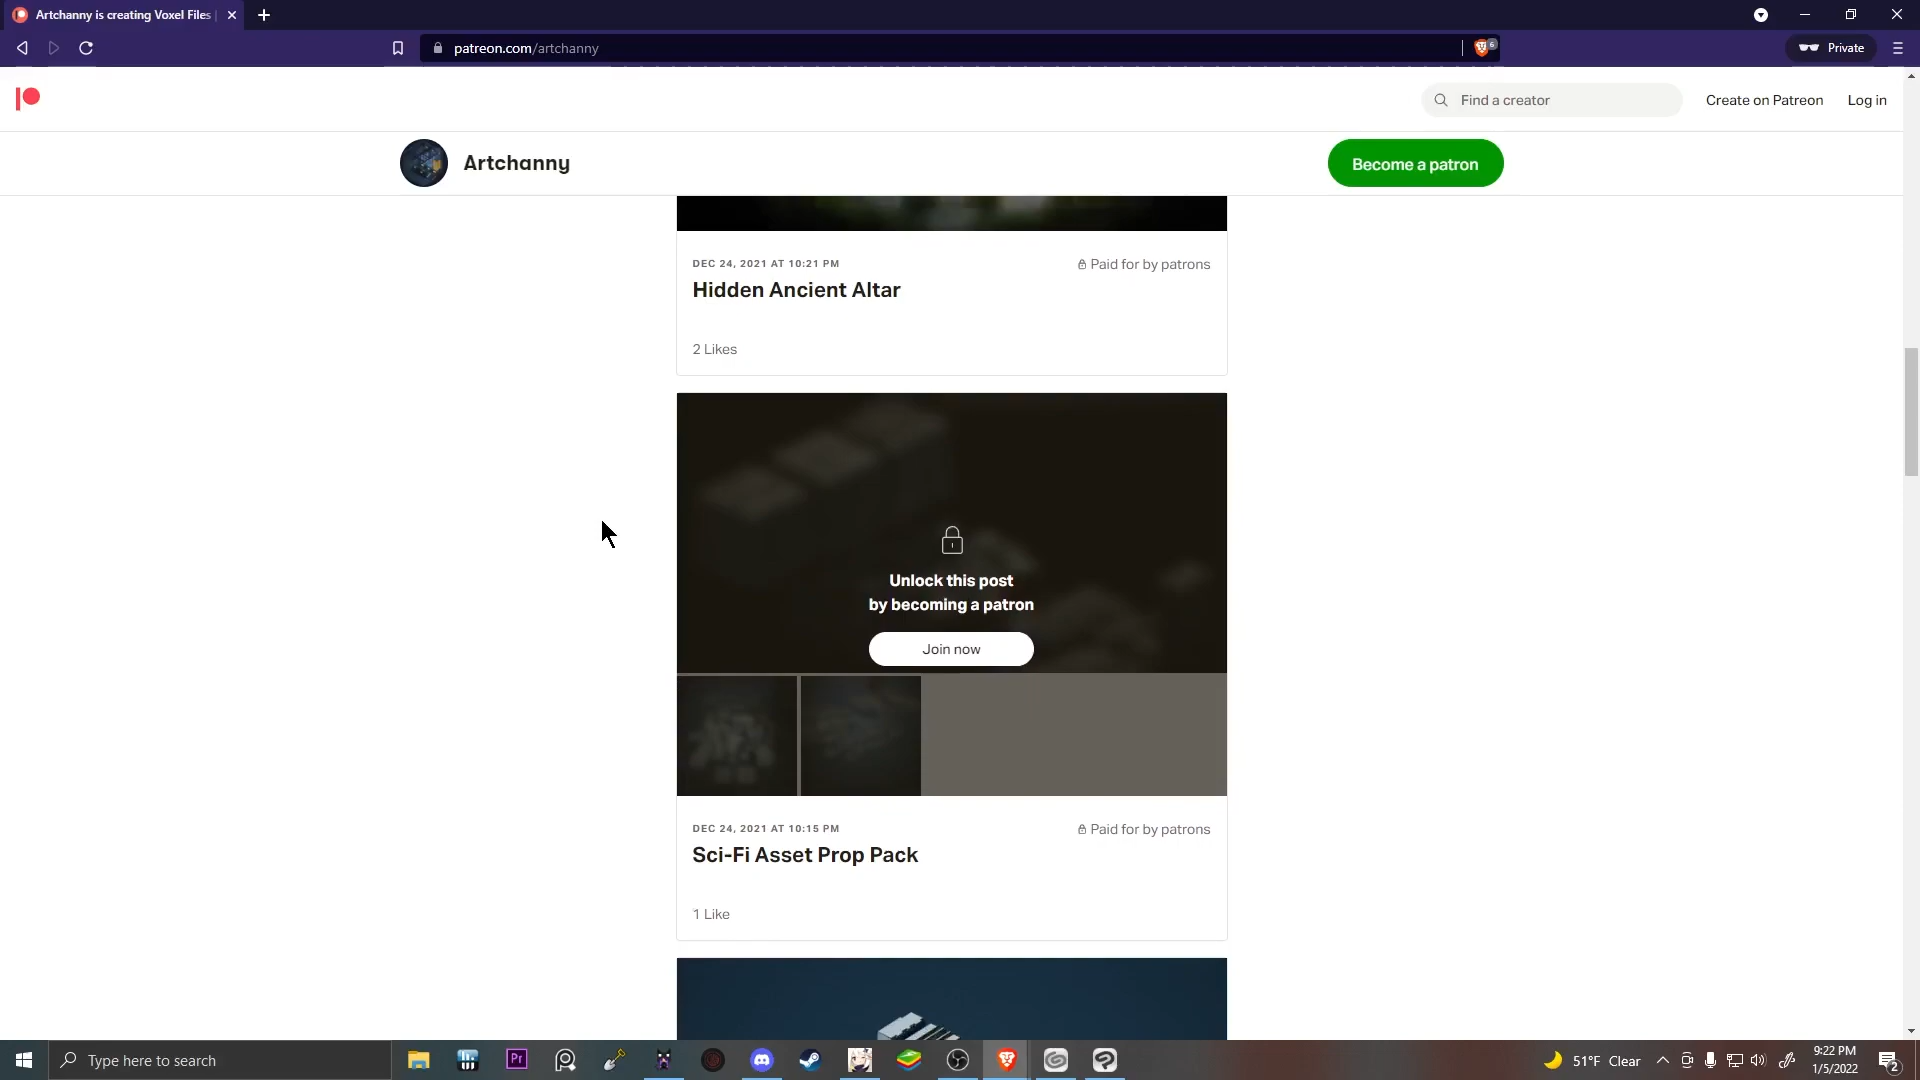 Artchanny is creating Voxel Files |
patreon.com/artchanny
6
Private
Find a creator
Create on Patreon
Log in
Artchanny
Become a patron
DEC 24, 2021 AT 10:21 PM
Paid for by patrons
Hidden Ancient Altar
2 Likes
Unlock this post
by becoming a patron
Join now
DEC 24, 2021 AT 10:15 PM
Paid for by patrons
Sci-Fi Asset Prop Pack
1 Like
Type here to search
Pr
51°F Clear
9:22 PM
1/5/2022
2